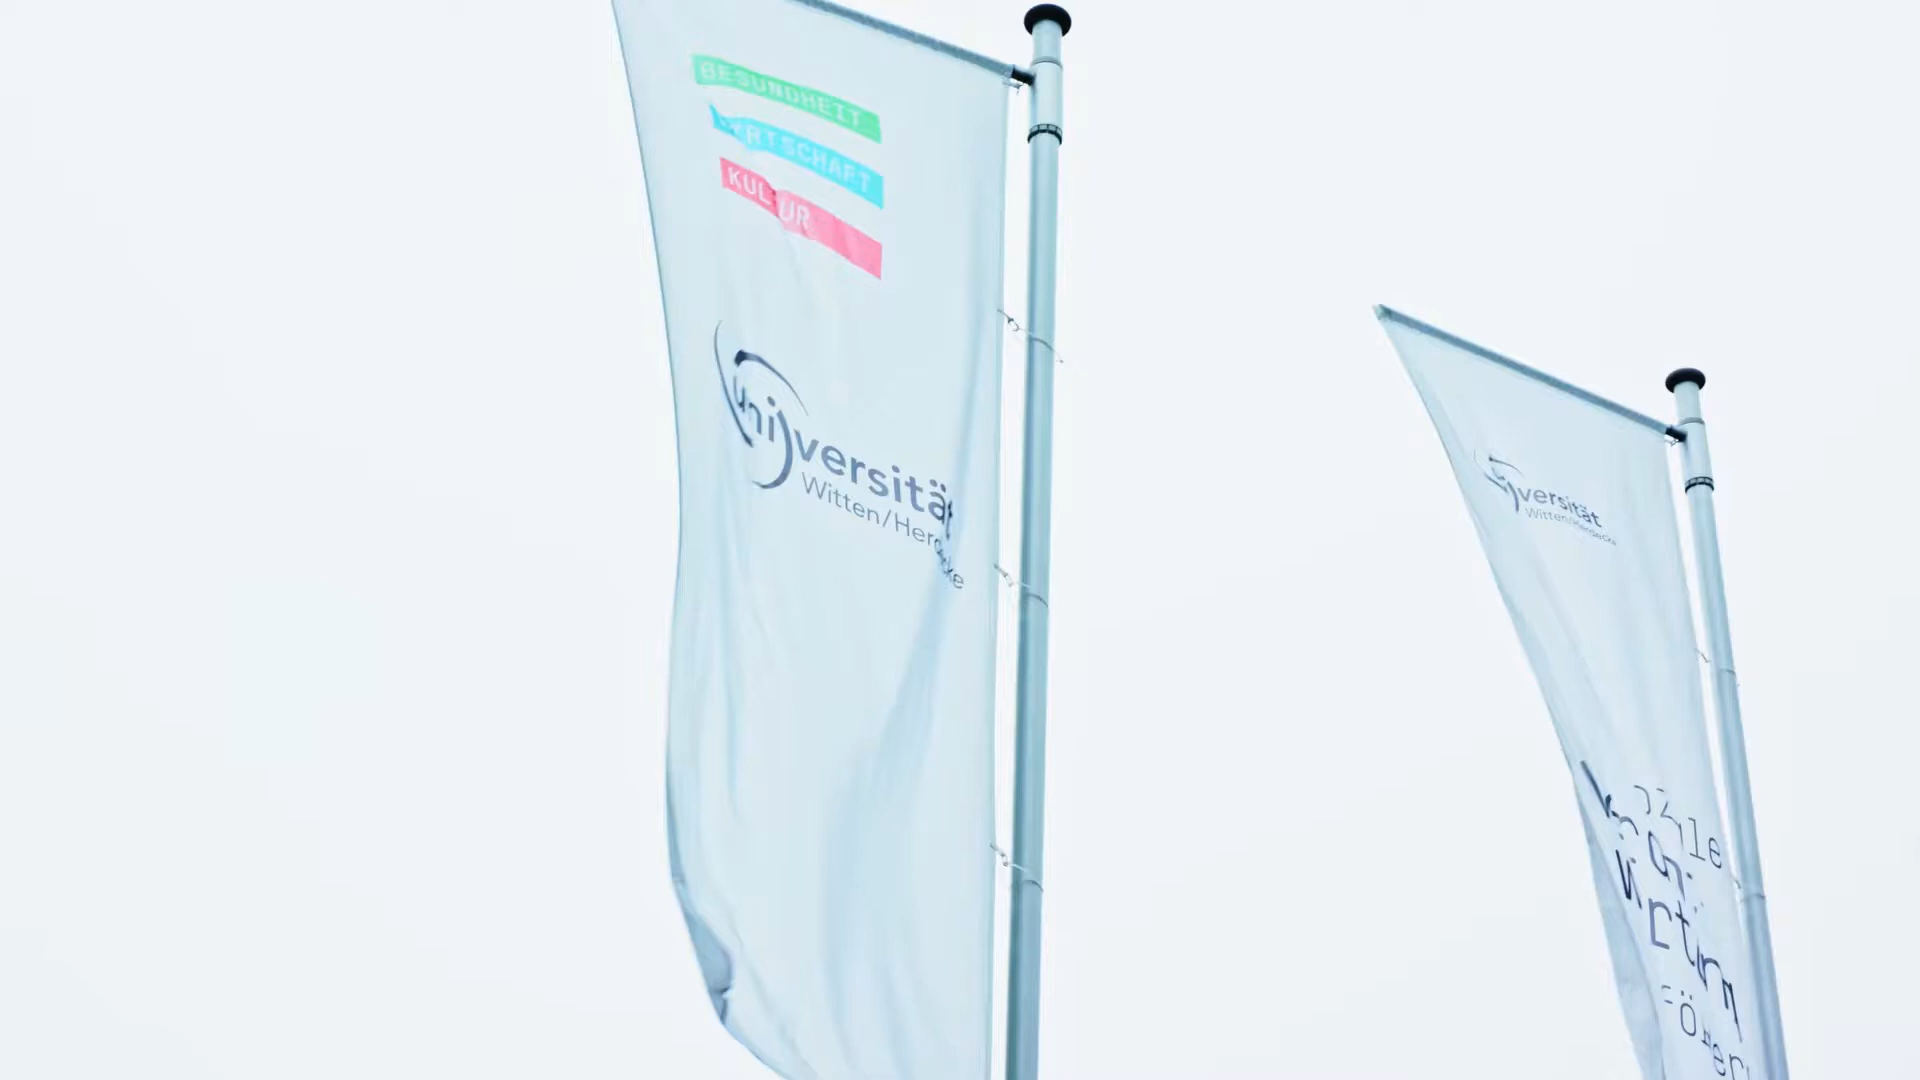 GESUNDHEIT
WIRTSCHAFT
KULTUR
universität
Witten/Herdecke
universität
Witten/Herdecke